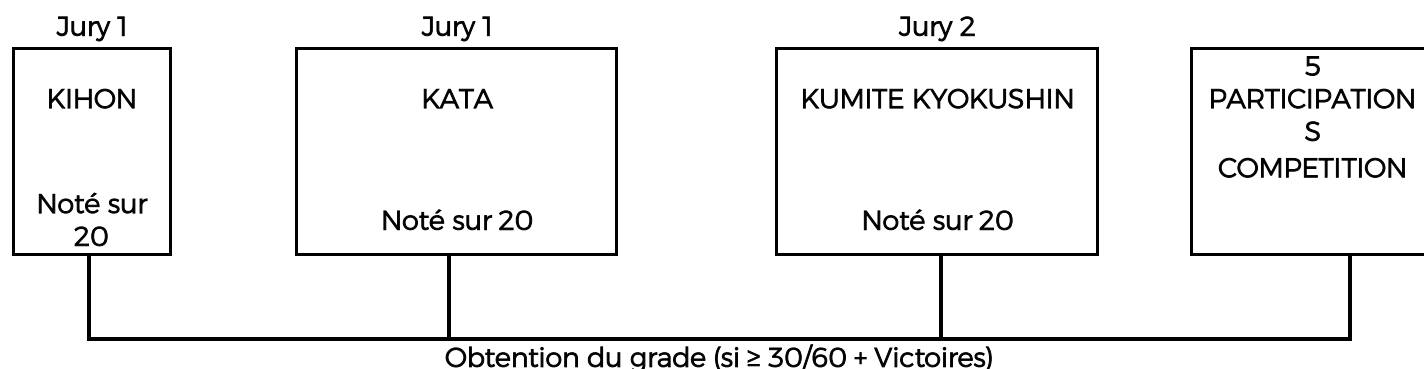 Jury 1
KIHON
Noté sur
20
Jury 1
KATA
Noté sur 20
Jury 2
KUMITE KYOKUSHIN
Noté sur 20
5
PARTICIPATION
S
COMPETITION
Obtention du grade (si ≥ 30/60 + Victoires)